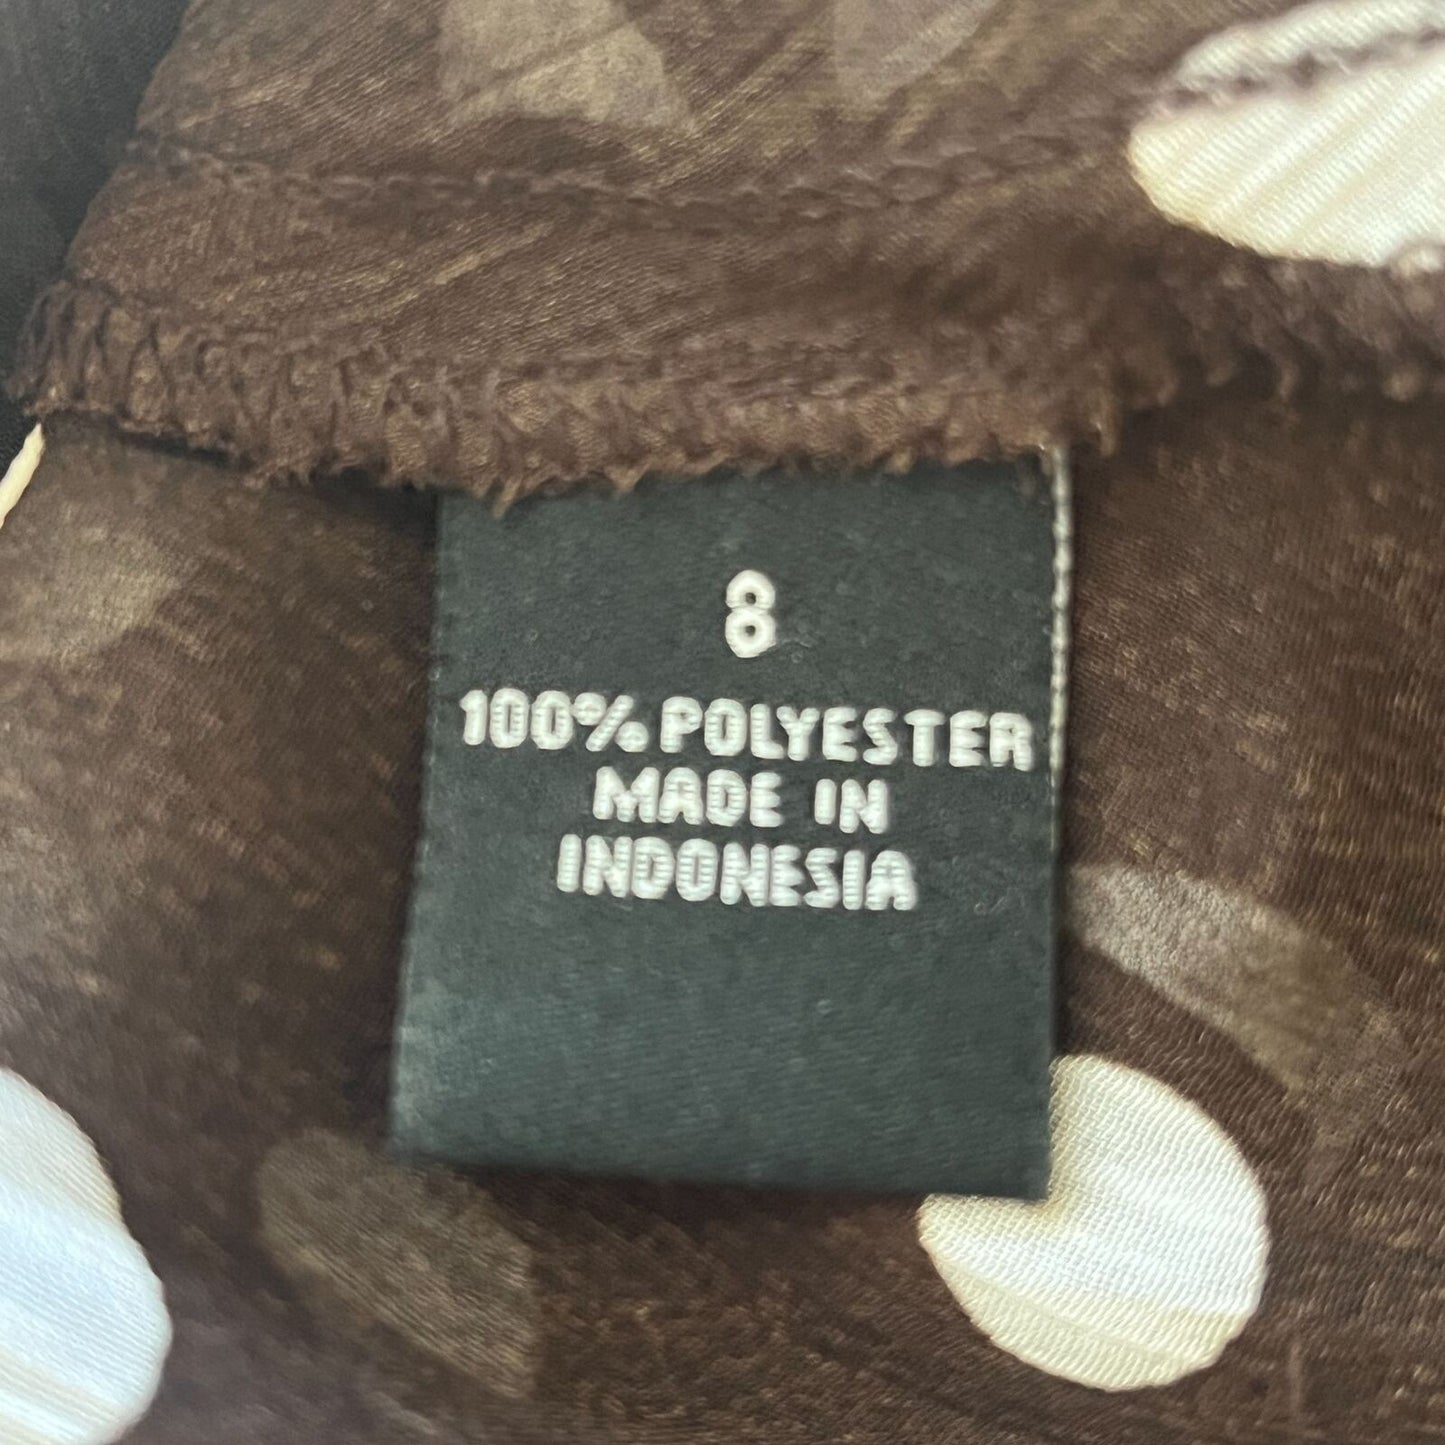 8
100% POLYESTER
MADE IN
INDONESIA